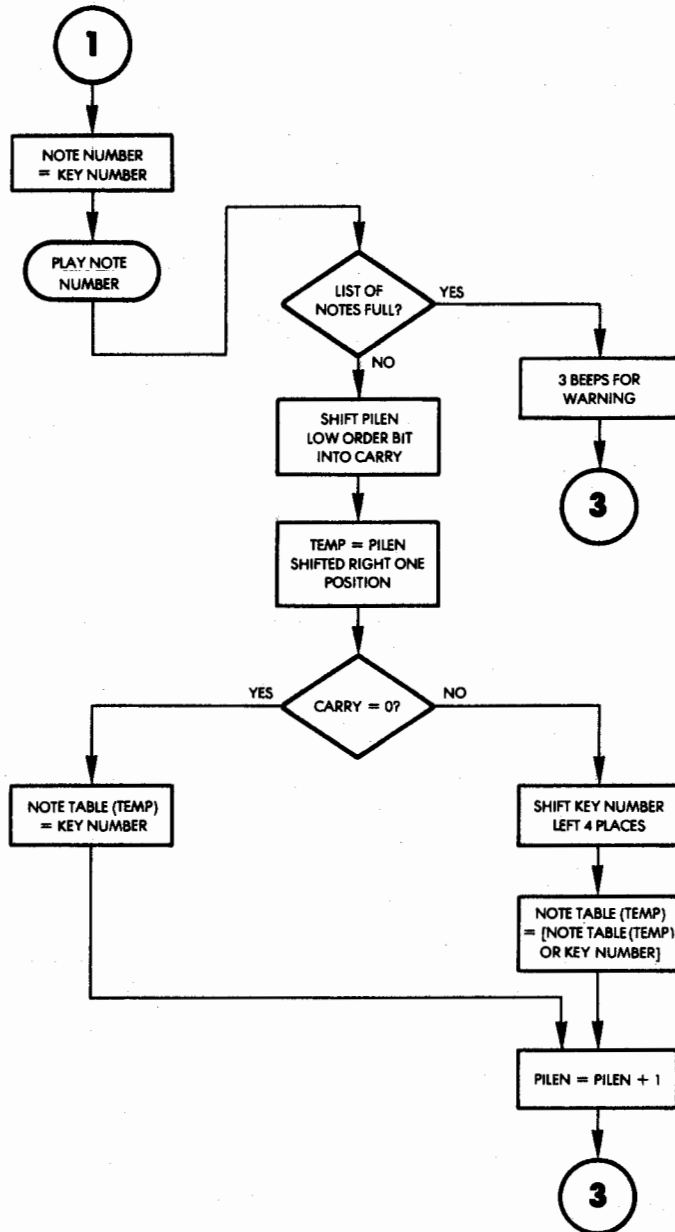 1
NOTE NUMBER
= KEY NUMBER
PLAY NOTE
NUMBER
LIST OF
NOTES FULL?
YES
NO
3 BEEPS FOR
WARNING
3
SHIFT PILEN
LOW ORDER BIT
INTO CARRY
TEMP = PILEN
SHIFTED RIGHT ONE
POSITION
CARRY = 0?
YES
NO
NOTE TABLE (TEMP)
= KEY NUMBER
SHIFT KEY NUMBER
LEFT 4 PLACES
NOTE TABLE (TEMP)
= [NOTE TABLE (TEMP)
OR KEY NUMBER]
PILEN = PILEN + 1
3